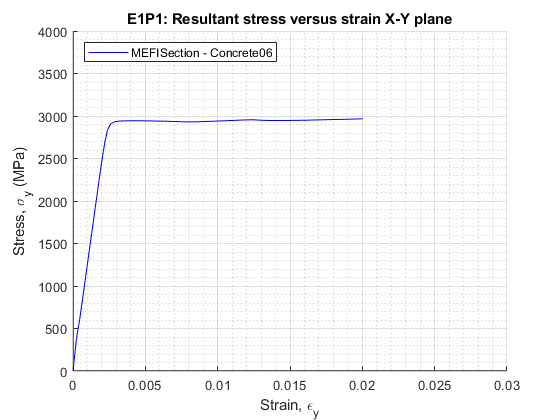 E1P1: Resultant stress versus strain X-Y plane
4000
3500
3000
2500
2000
1500
1000
500
0
MEFISection - Concrete06
Stress, σy (MPa)
0 0.005 0.01 0.015 0.02 0.025 0.03
Strain, ϵy